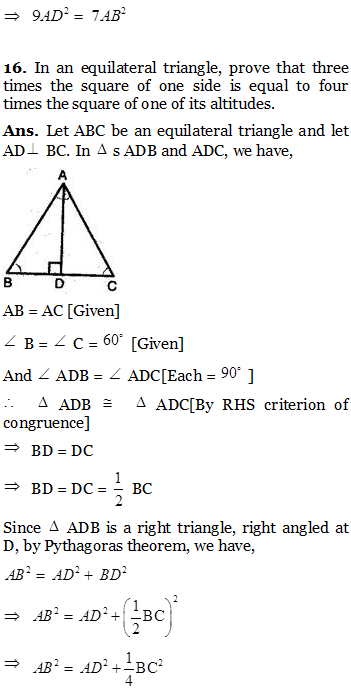 ⇒ 9AD² = 7AB²
16. In an equilateral triangle, prove that three
times the square of one side is equal to four
times the square of one of its altitudes.
Ans. Let ABC be an equilateral triangle and let
AD⊥ BC. In Δ s ADB and ADC, we have,
A
B D C
AB = AC [Given]
∠ B = ∠ C = 60° [Given]
And ∠ ADB = ∠ ADC[Each = 90° ]
∴ Δ ADB ≅ Δ ADC[By RHS criterion of
congruence]
⇒ BD = DC
⇒ BD = DC = 1/2 BC
Since Δ ADB is a right triangle, right angled at
D, by Pythagoras theorem, we have,
AB² = AD² + BD²
⇒ AB² = AD² + (1/2 BC)²
⇒ AB² = AD² + 1/4 BC²